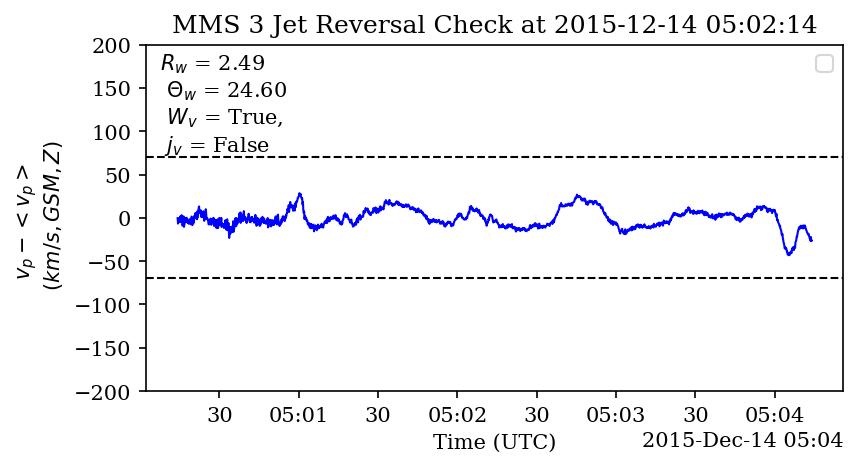 MMS 3 Jet Reversal Check at 2015-12-14 05:02:14
R_w = 2.49
Θ_w = 24.60
W_v = True,
j_v = False
200
150
100
50
0
−50
−100
−150
−200
v_p − < v_p >
(km/s, GSM, Z)
30 05:01 30 05:02 30 05:03 30 05:04
Time (UTC)
2015-Dec-14 05:04